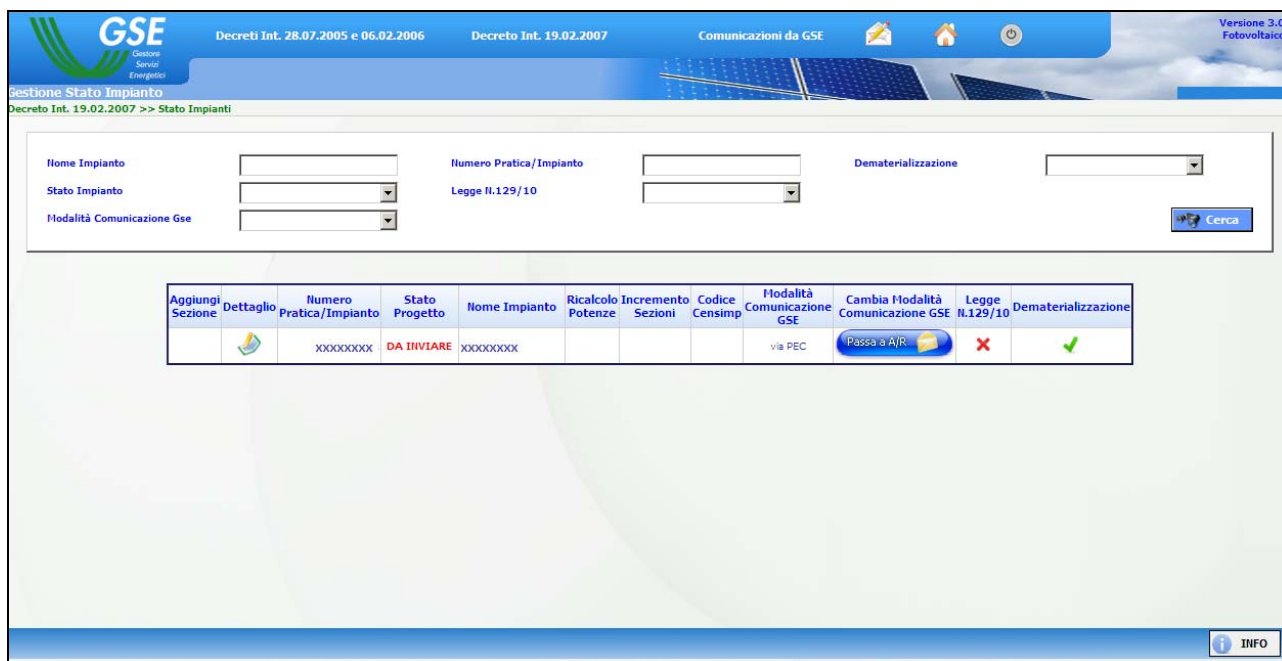 GSE
Gestore
Servizi
Energetici
Decreti Int. 28.07.2005 e 06.02.2006 Decreto Int. 19.02.2007 Comunicazioni da GSE
Versione 3.0
Fotovoltaico
Gestione Stato Impianto
Decreto Int. 19.02.2007 >> Stato Impianti
Nome Impianto Numero Pratica/Impianto Dematerializzazione
Stato Impianto Legge N.129/10
Modalità Comunicazione Gse Cerca
Aggiungi Sezione Dettaglio Numero Pratica/Impianto Stato Progetto Nome Impianto Ricalcolo Potenze Incremento Sezioni Codice Censimp Modalità Comunicazione GSE Cambia Modalità Comunicazione GSE Legge N.129/10 Dematerializzazione
XXXXXXXX DA INVIARE XXXXXXXX via PEC Passa a A/R
INFO